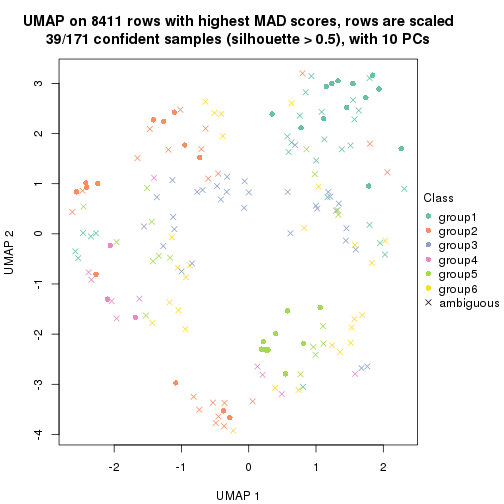 UMAP on 8411 rows with highest MAD scores, rows are scaled
39/171 confident samples (silhouette > 0.5), with 10 PCs
3
2
1
0
-1
-2
-3
-4
UMAP 2
-2
-1
0
1
2
UMAP 1
Class
group1
group2
group3
group4
group5
group6
ambiguous